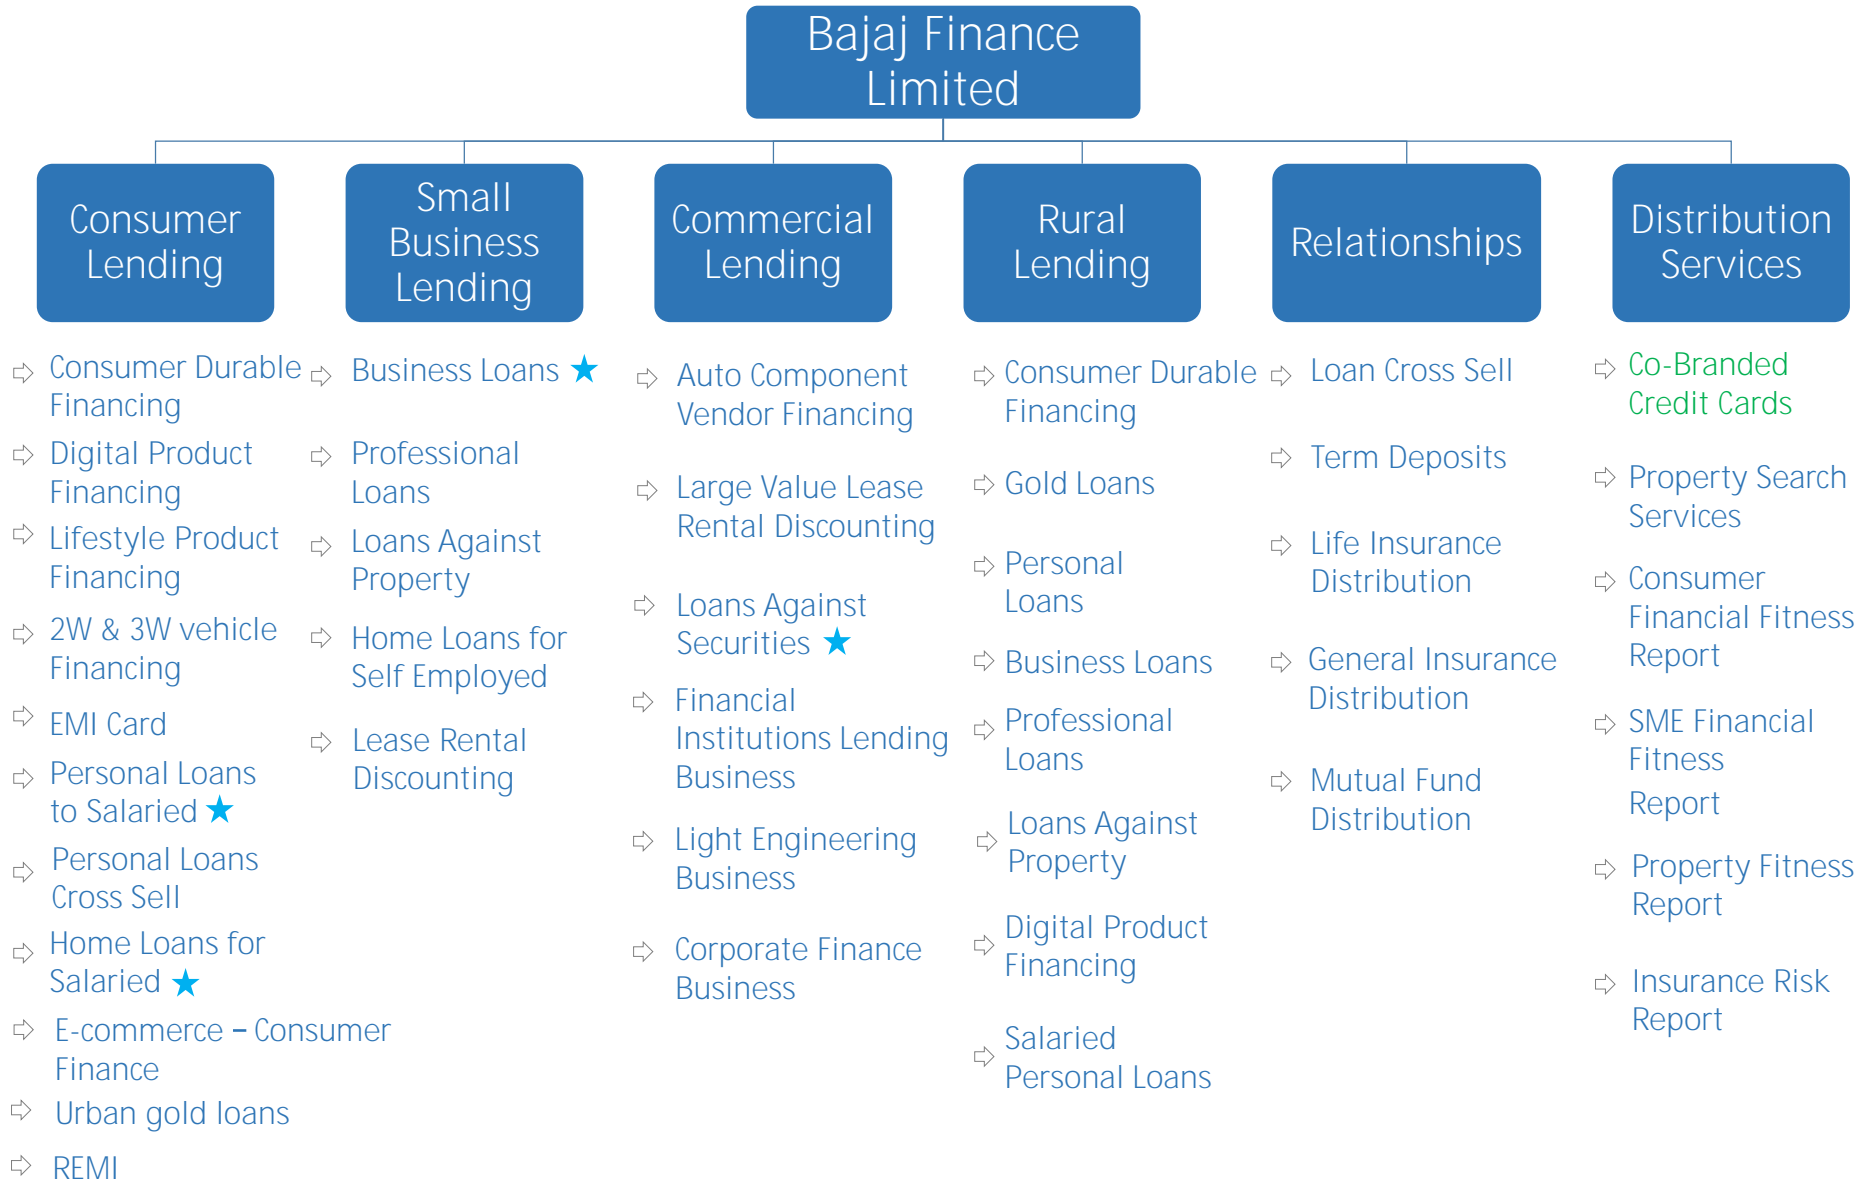 Bajaj Finance
Limited
Consumer
Lending
Small
Business
Lending
Commercial
Lending
Rural
Lending
Relationships
Distribution
Services
Consumer Durable
Financing
Digital Product
Financing
Lifestyle Product
Financing
2W & 3W vehicle
Financing
EMI Card
Personal Loans
to Salaried
Personal Loans
Cross Sell
Home Loans for
Salaried
E-commerce – Consumer
Finance
Urban gold loans
REMI
Business Loans
Professional
Loans
Loans Against
Property
Home Loans for
Self Employed
Lease Rental
Discounting
Auto Component
Vendor Financing
Large Value Lease
Rental Discounting
Loans Against
Securities
Financial
Institutions Lending
Business
Light Engineering
Business
Corporate Finance
Business
Consumer Durable
Financing
Gold Loans
Personal
Loans
Business Loans
Professional
Loans
Loans Against
Property
Digital Product
Financing
Salaried
Personal Loans
Loan Cross Sell
Term Deposits
Life Insurance
Distribution
General Insurance
Distribution
Mutual Fund
Distribution
Co-Branded
Credit Cards
Property Search
Services
Consumer
Financial Fitness
Report
SME Financial
Fitness
Report
Property Fitness
Report
Insurance Risk
Report